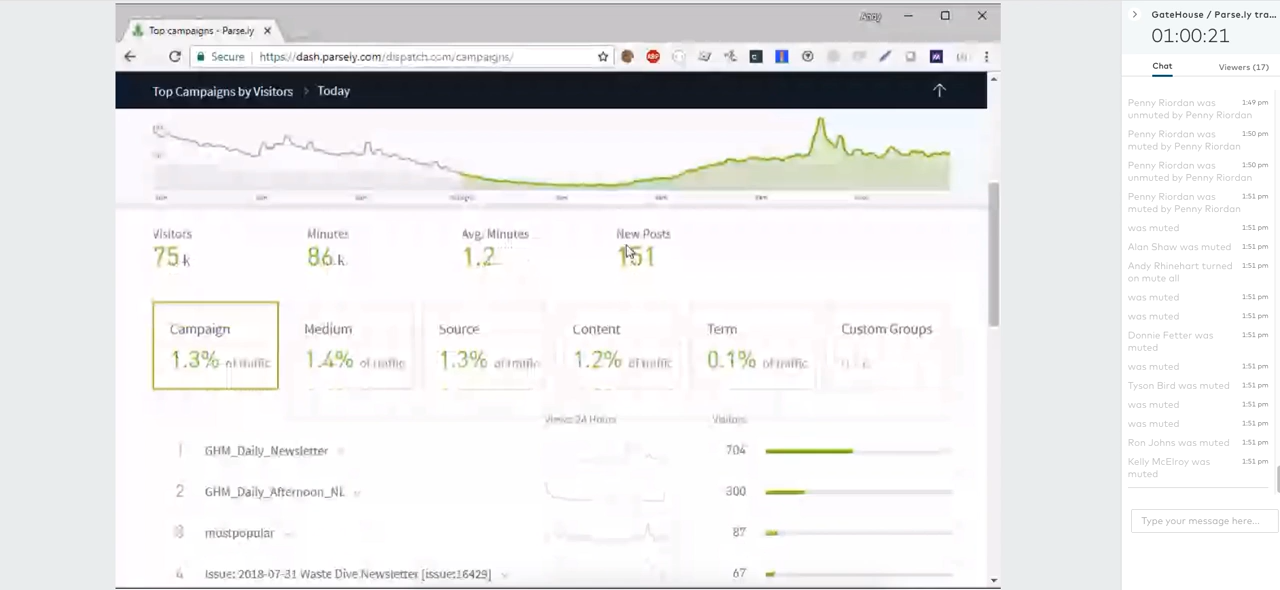 Top campaigns - Parse.ly
Andy
Secure https://dash.parsely.com/dispatch.com/campaigns/
Top Campaigns by Visitors > Today
Visitors
Minutes
Avg. Minutes
New Posts
75 k
86 k
1.2
151
Campaign
Medium
Source
Content
Term
Custom Groups
1.3% of traffic
1.4% of traffic
1.3% of traffic
1.2% of traffic
0.1% of traffic
Views 24 Hours
Visitors
1 GHM_Daily_Newsletter 704
2 GHM_Daily_Afternoon_NL 300
3 mostpopular 87
4 Issue: 2018-07-31 Waste Dive Newsletter [issue:16429] 67
GateHouse / Parse.ly tra...
01:00:21
Chat
Viewers (17)
Penny Riordan was 1:49 pm
unmuted by Penny Riordan
Penny Riordan was 1:50 pm
muted by Penny Riordan
Penny Riordan was 1:50 pm
unmuted by Penny Riordan
Penny Riordan was 1:51 pm
muted by Penny Riordan
was muted 1:51 pm
Alan Shaw was muted 1:51 pm
Andy Rhinehart turned 1:51 pm
on mute all
was muted 1:51 pm
was muted 1:51 pm
Donnie Fetter was 1:51 pm
muted
was muted 1:51 pm
Tyson Bird was muted 1:51 pm
was muted 1:51 pm
was muted 1:51 pm
Ron Johns was muted 1:51 pm
Kelly McElroy was 1:51 pm
muted
Type your message here...